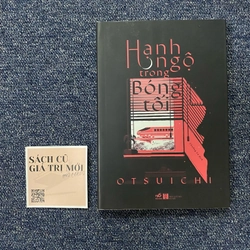 Hạnh
ngộ
trong
Bóng
tối
OTSUICHI
SÁCH CŨ
GIÁ TRỊ MỚI